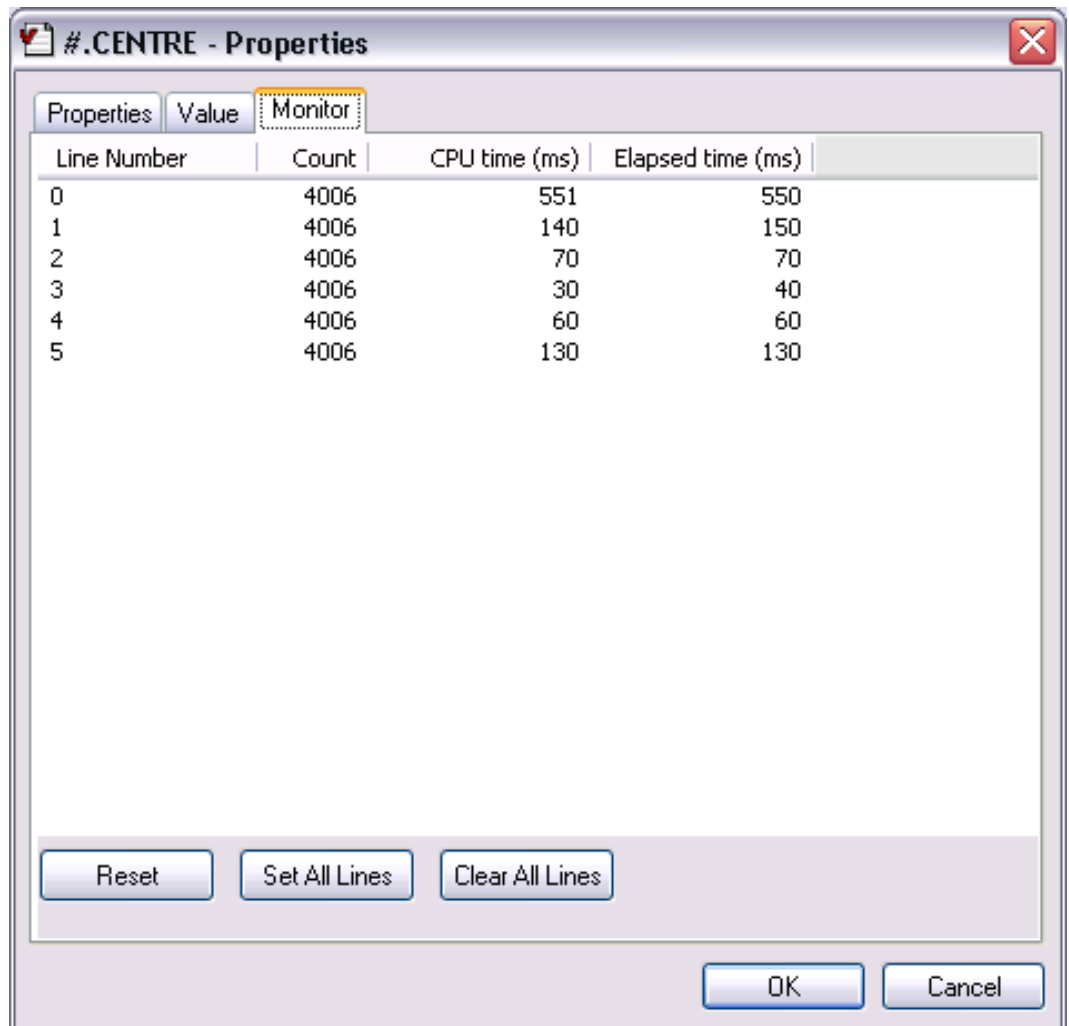 #.CENTRE - Properties
Properties Value Monitor
Line Number Count CPU time (ms) Elapsed time (ms)
0 4006 551 550
1 4006 140 150
2 4006 70 70
3 4006 30 40
4 4006 60 60
5 4006 130 130
Reset Set All Lines Clear All Lines
OK Cancel